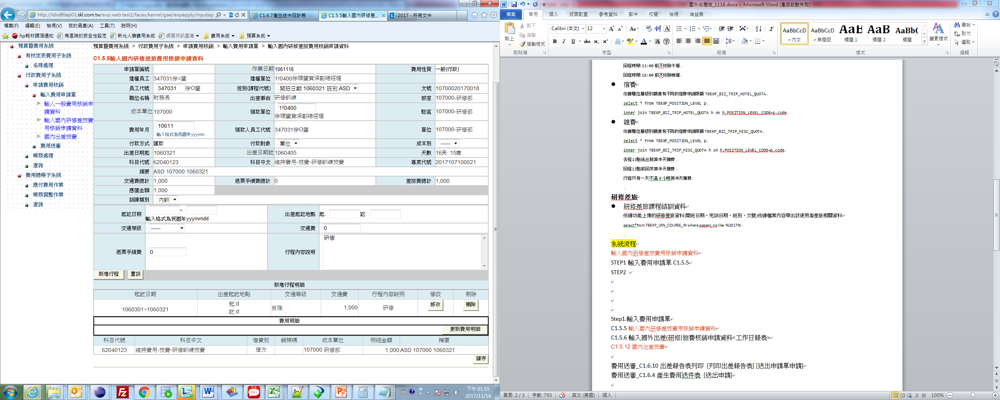 國外出差旅_1116.docx - Microsoft Word (產品啟動失敗)
http://idrx86ap01.skl.com.tw/exp.web.test2/faces/kernel/gae/expapply/inputap
C1.6.7產生送件日計表
C1.5.5輸入國內研修差...
2017 - 所有文件
檔案(F) 編輯(E) 檢視(V) 我的最愛(A) 工具(T) 說明(H)
hp耗材調漲通知 有風險的安全性設定 新光人壽費用系統 網頁快訊圖庫 費用系統 預算系統
預算暨費用系統
有核定表費用子系統
名冊處理
行政費用子系統
申請費用核銷
輸入費用申請單
輸入一般費用核銷申
請資料
輸入國內研修差旅費
用核銷申請資料
國內出差旅費
費用送審
帳務處理
查詢
費用總帳子系統
應付費用作業
帳務調整作業
查詢
預算暨費用系統 > 行政費用子系統 > 申請費用核銷 > 輸入費用申請單 > 輸入國內研修差旅費用核銷申請資料
C1.5.5輸入國內研修差旅費用核銷申請資料
申請單編號 作業日期 1061116 費用性質 一般(行政)
建檔員工 347031徐○鋆 建檔單位 1!0400徐順鋆資深副總經理
員工代號 347031 徐O鋆 班別(課程代號) 開班日期:1060321 班別:ASD 文號 10700020170018
職位名稱 財務長 出差事由 研修訓練 部室 107000-研修部
成本單位 107000 領款單位 1!0400
徐順鋆資深副總經理 駐區 107000-研修部
費用年月 10611
輸入格式為民國年yyymm 領款人員工代號 347031徐O鋆 單位 107000-研修部
付款方式 匯款 付款對象 單位 成本別 -----
出差日期起 1060321 出差日期訖 1060405 天數 16天 15夜
科目代號 62040123 科目中文 維持費用-旅費-研修訓練旅費 專案代號 2017107100021
摘要 ASD 107000 1060321
交通費總計 1,000 退票手續費總計 0 差旅費總計 1,000
應匯金額 1,000
訓練類別 內訓
起訖日期 ~
輸入格式為民國年yyymmdd 出差起訖地點 起: 訖:
交通等級 ----- 交通費 0
退票手續費 0 行程內容說明 研修
新增行程 重設
新增行程明細
起訖日期 出差起訖地點 交通等級 交通費 行程內容說明 修改 刪除
1060301~1060321 起:d
訖:d 自強 1,000 研修 修改 刪除
費用明細
更新費用明細
科目代號 科目中文 借貸別 銷帳碼 成本單位 明細金額 摘要
62040123 維持費用-旅費-研修訓練旅費 借方 107000 研修部 1,000 ASD 107000 1060321
儲存
下午 01:55
2017/11/16
檔案 常用 插入 版面配置 參考資料 郵件 校閱 檢視 增益集
貼上 剪下 複製 複製格式
Calibri (本文) 12
AaBbCcD AaBbCcD AaBb AaB AaBbC
內文 無間距 標題 1 標題 2 標題 變更樣式
尋找 取代 選取
剪貼簿 字型 段落 樣式 編輯
回程時間 13:00 前不核發午餐
回程時間 18:00 前不核發晚餐
● 宿費
依據職位層級別額度有不同的宿費申請限額 TBEXP_BIZ_TRIP_HOTEL_QUOTA
select * from TBEXP_POSITION_LEVEL p
inner join TBEXP_BIZ_TRIP_HOTEL_QUOTA h on h.POSITION_LEVEL_CODE=p.code
● 雜費
依據職位層級別額度有不同的宿費申請限額 TBEXP_BIZ_TRIP_MISC_QUOTA
select * from TBEXP_POSITION_LEVEL p
inner join TBEXP_BIZ_TRIP_MISC_QUOTA h on h.POSITION_LEVEL_CODE=p.code
去程13點後出發算半天雜費
回程13點前回來算半天雜費
行程只有一天不滿 8 小時算半天雜費
研修差旅
● 研修差旅課程結訓資料
依據功能上傳的研修差旅資料(開班日期、完訓日期、班別、文號)依據檔案內容帶出該使用者差旅相關資料
select*from TBEXP_LRN_COURSE_IN where papers_no like '%2017%'
系統流程
輸入國內研修差旅費用核銷申請資料
STEP1 輸入費用申請單 C1.5.5
STEP2
Step1.輸入費用申請單
C1.5.5 輸入國內研修差旅費用核銷申請資料
C1.5.6 輸入國外出差(研修)旅費核銷申請資料<工作日報表>
C1.5.12 國內出差旅費
費用送審_C1.6.10 出差報告表列印 [列印出差報告表] [送出申請單申請]
費用送審_C1.6.4 產生費用送件表 [送出申請]
頁面: 2 / 3 字數: 793 英文 (美國) 插入 100%